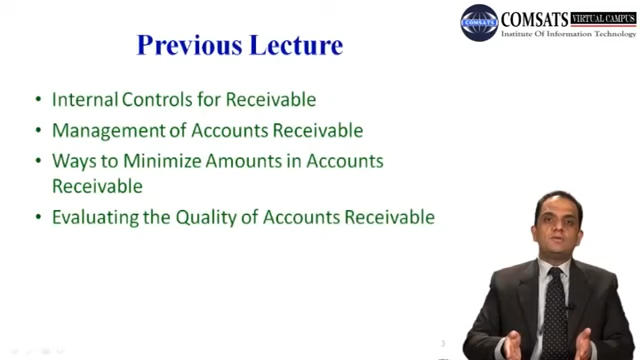 COMSATS VIRTUAL CAMPUS
COMSATS
Institute Of Information Technology
Previous Lecture
• Internal Controls for Receivable
• Management of Accounts Receivable
• Ways to Minimize Amounts in Accounts
Receivable
• Evaluating the Quality of Accounts Receivable
3